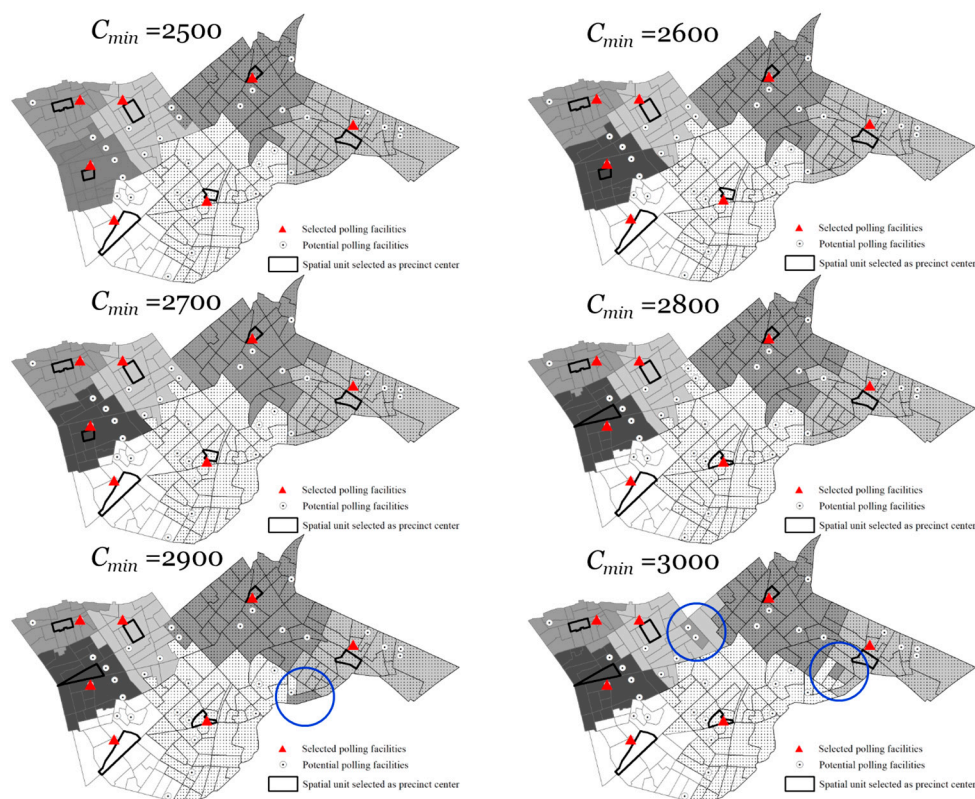 C_min =2500
Selected polling facilities
Potential polling facilities
Spatial unit selected as precinct center
C_min =2600
Selected polling facilities
Potential polling facilities
Spatial unit selected as precinct center
C_min =2700
Selected polling facilities
Potential polling facilities
Spatial unit selected as precinct center
C_min =2800
Selected polling facilities
Potential polling facilities
Spatial unit selected as precinct center
C_min =2900
Selected polling facilities
Potential polling facilities
Spatial unit selected as precinct center
C_min =3000
Selected polling facilities
Potential polling facilities
Spatial unit selected as precinct center